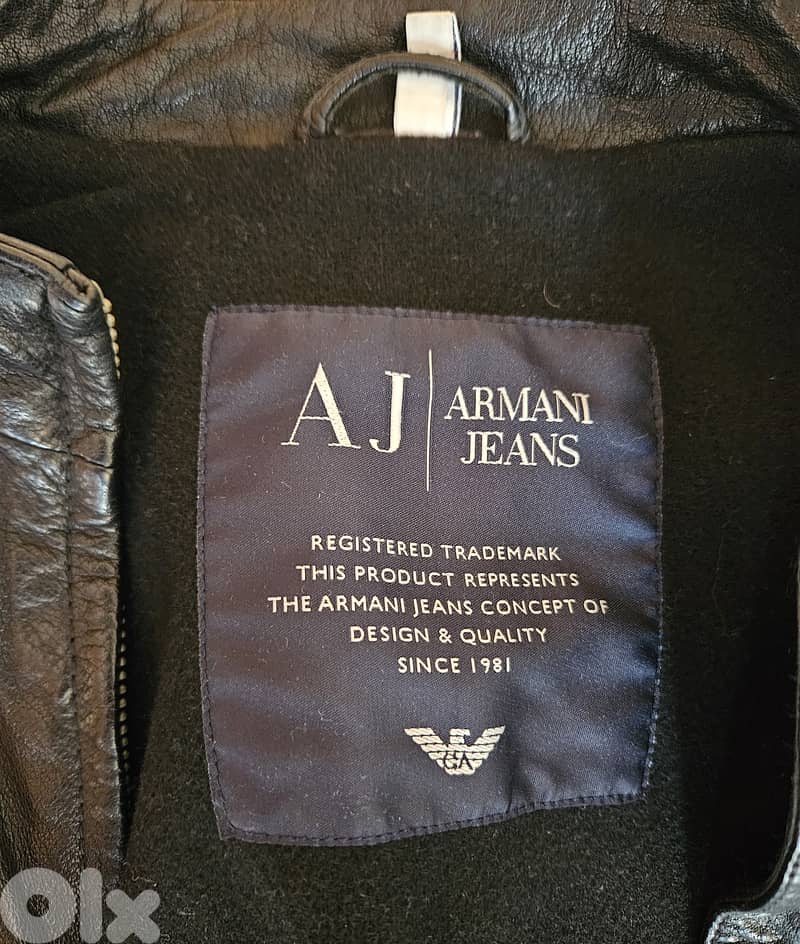 AJ
ARMANI
JEANS
REGISTERED TRADEMARK
THIS PRODUCT REPRESENTS
THE ARMANI JEANS CONCEPT OF
DESIGN & QUALITY
SINCE 1981
GA
Olx